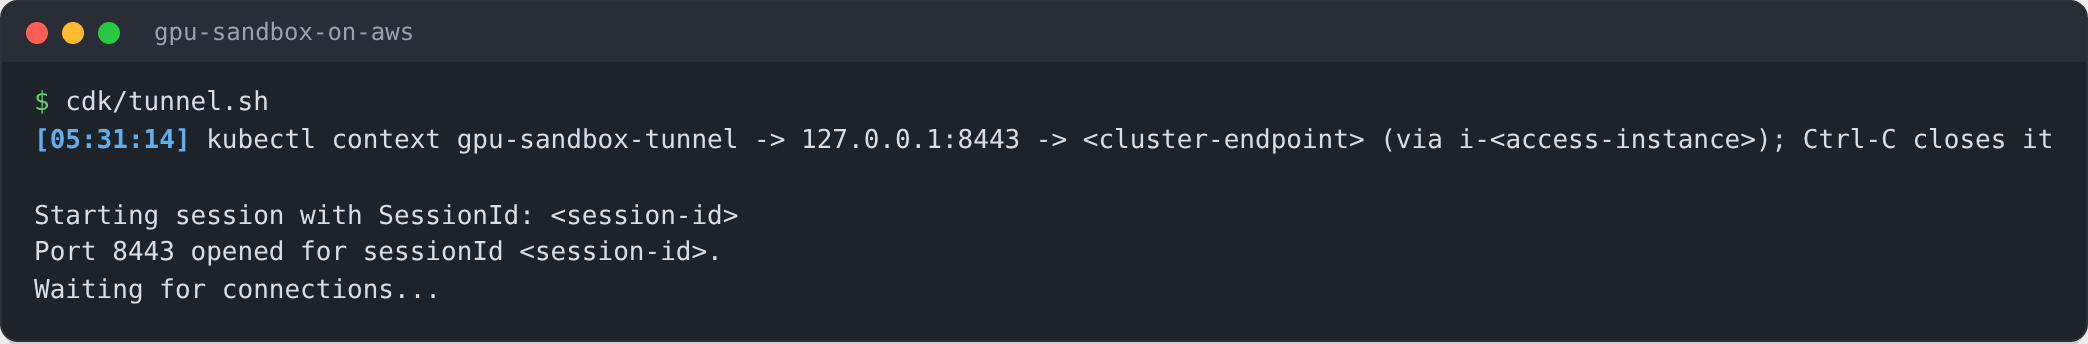 gpu-sandbox-on-aws
$ cdk/tunnel.sh
[05:31:14] kubectl context gpu-sandbox-tunnel -> 127.0.0.1:8443 -> <cluster-endpoint> (via i-<access-instance>); Ctrl-C closes it
Starting session with SessionId: <session-id>
Port 8443 opened for sessionId <session-id>.
Waiting for connections...